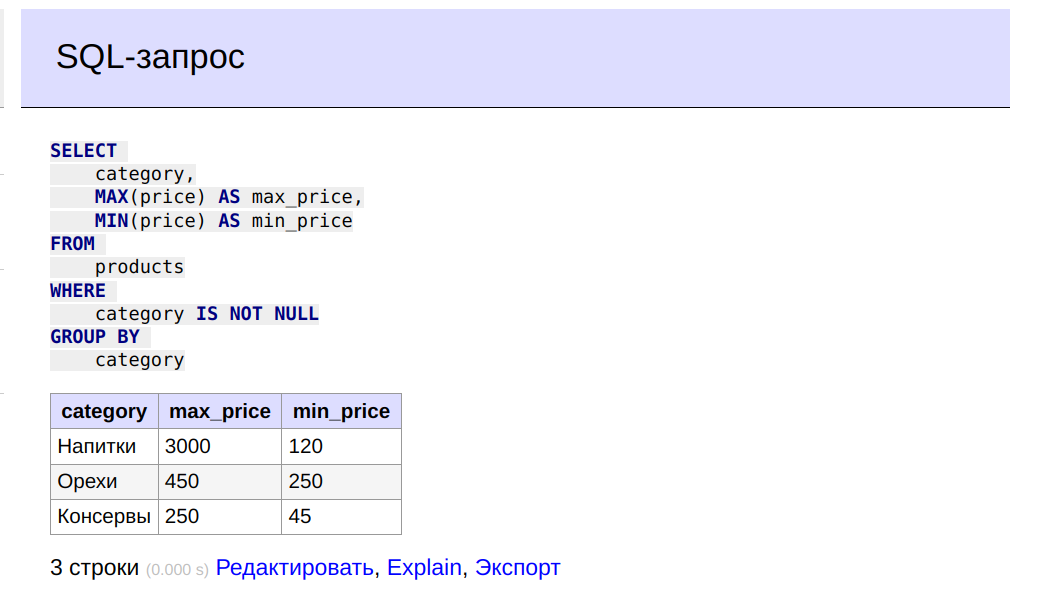 SQL-запрос
SELECT
category,
MAX(price) AS max_price,
MIN(price) AS min_price
FROM
products
WHERE
category IS NOT NULL
GROUP BY
category
category max_price min_price
Напитки 3000 120
Орехи 450 250
Консервы 250 45
3 строки (0.000 s) Редактировать, Explain, Экспорт